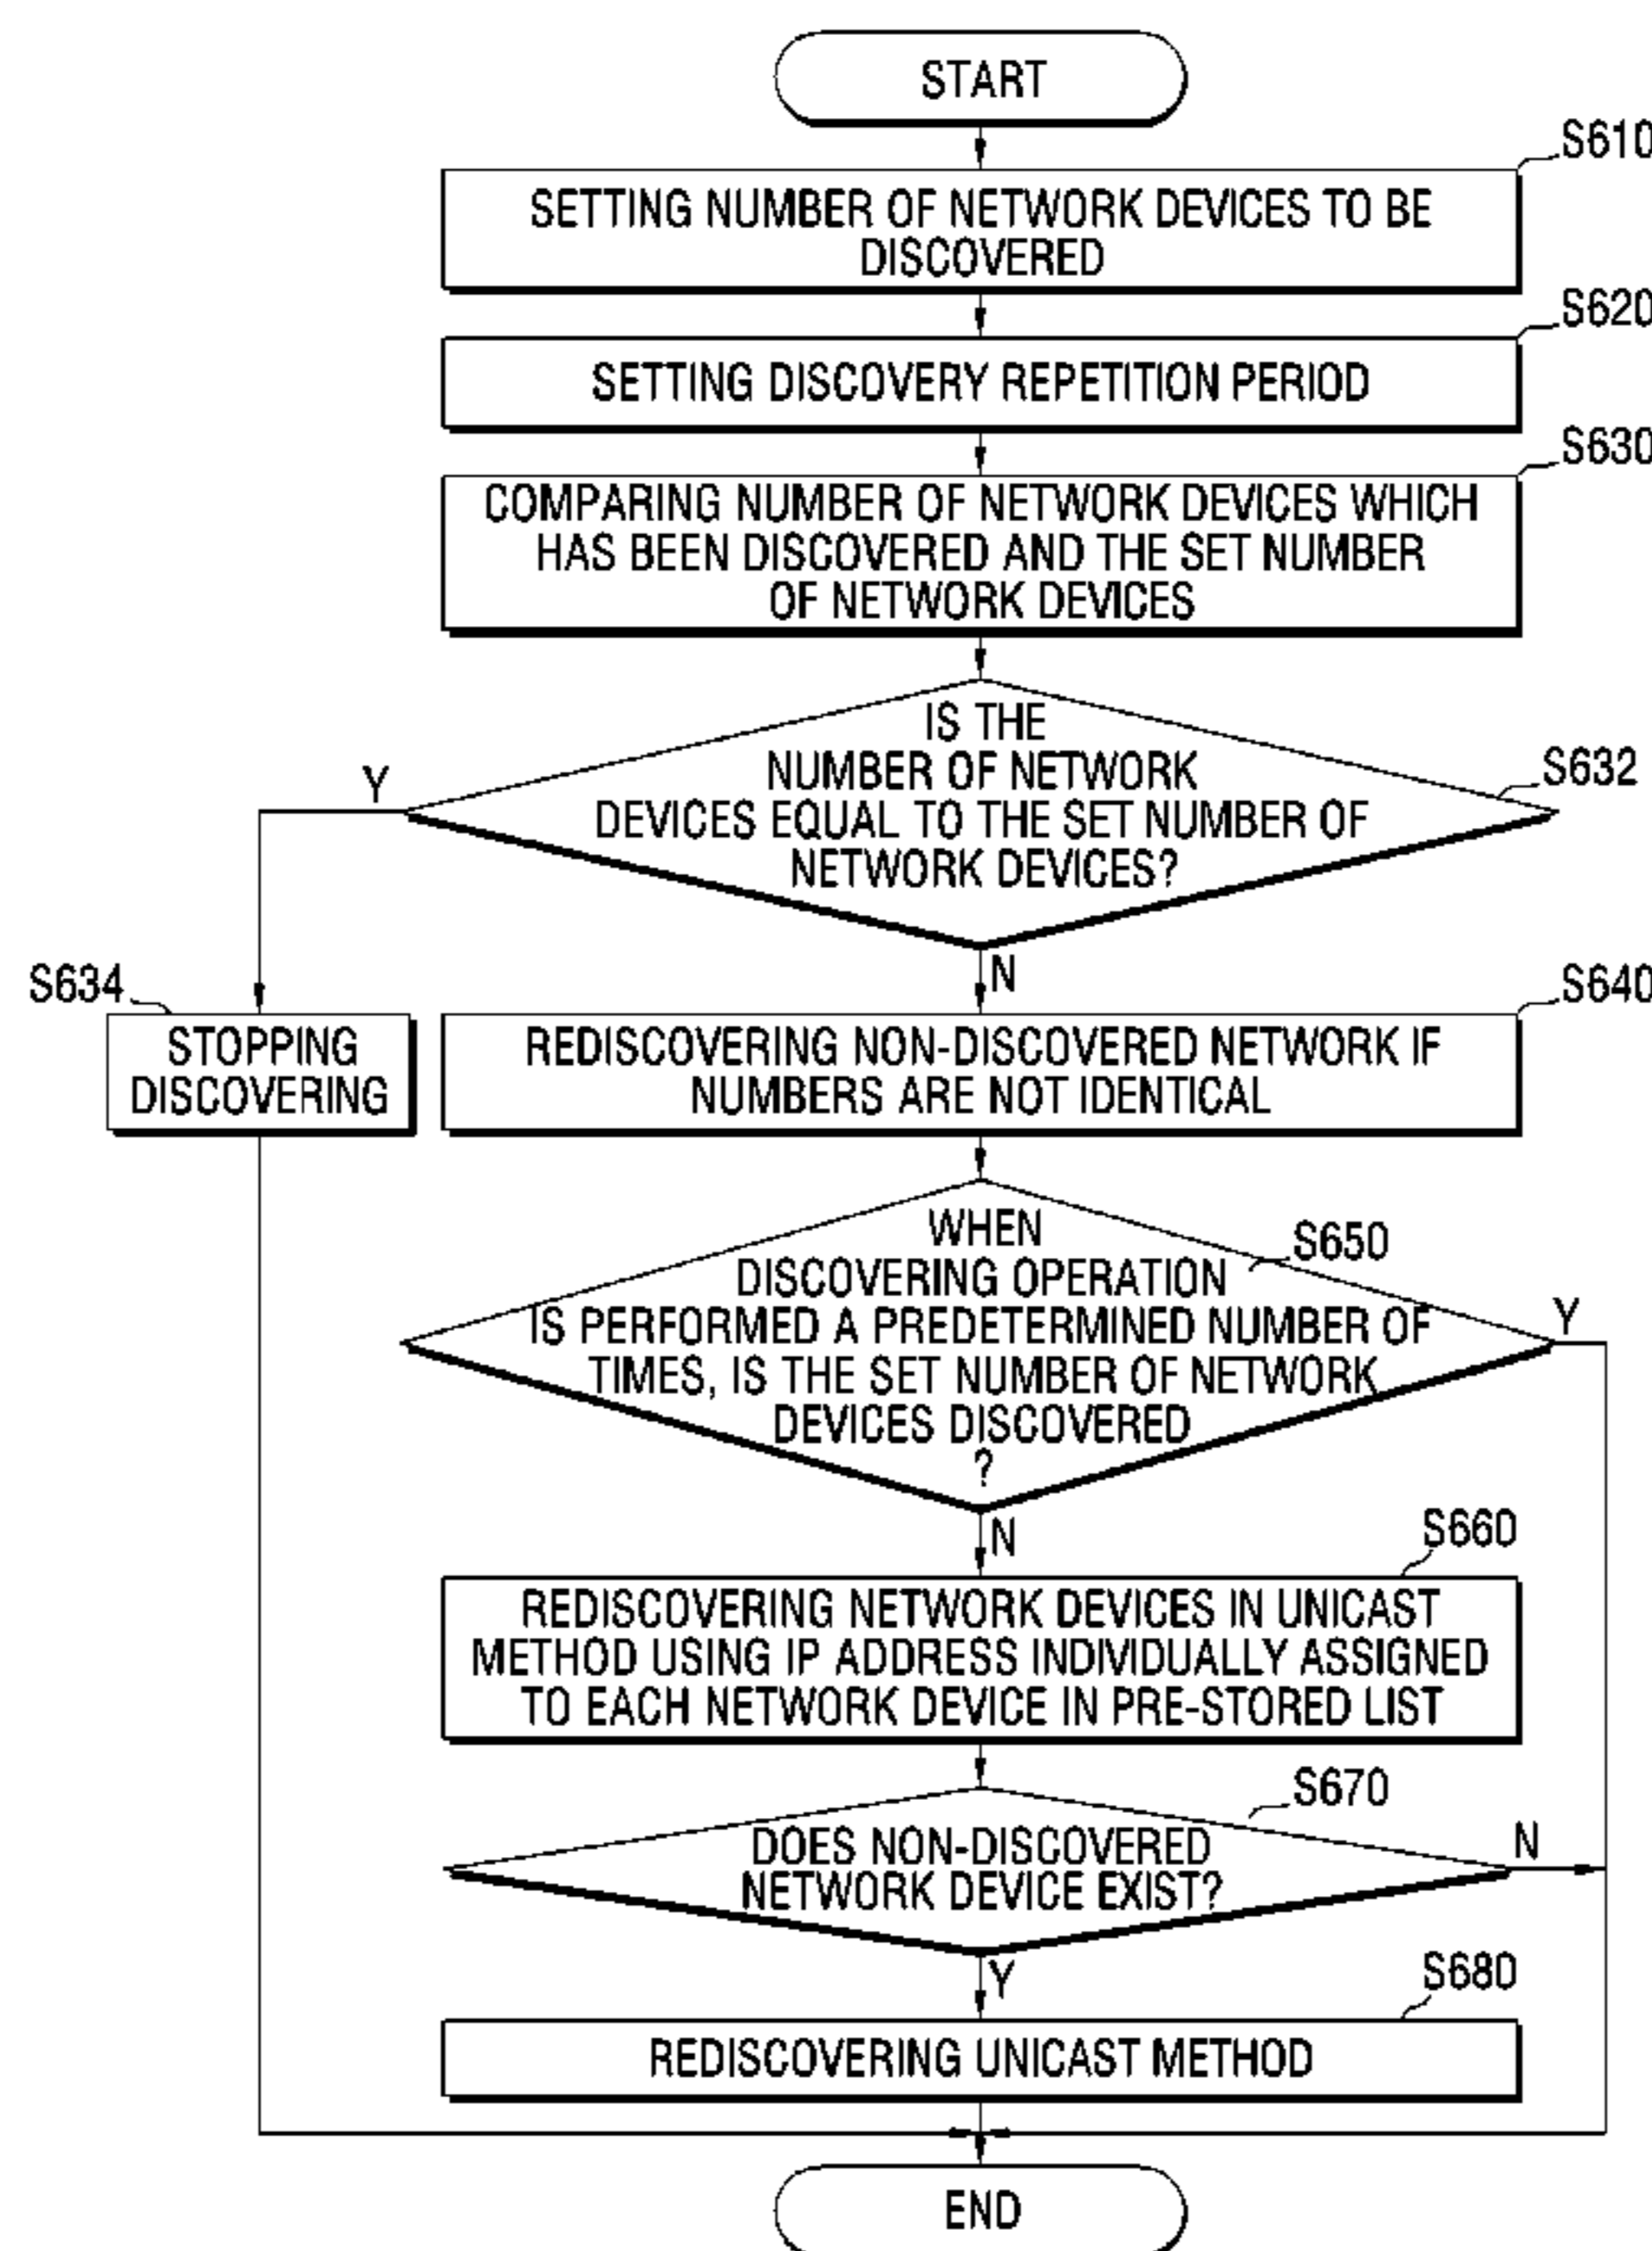 START
S610
SETTING NUMBER OF NETWORK DEVICES TO BE
DISCOVERED
S620
SETTING DISCOVERY REPETITION PERIOD
S630
COMPARING NUMBER OF NETWORK DEVICES WHICH
HAS BEEN DISCOVERED AND THE SET NUMBER
OF NETWORK DEVICES
IS THE
NUMBER OF NETWORK
DEVICES EQUAL TO THE SET NUMBER OF
NETWORK DEVICES?
S632
Y
N
S634
STOPPING
DISCOVERING
S640
REDISCOVERING NON-DISCOVERED NETWORK IF
NUMBERS ARE NOT IDENTICAL
WHEN
DISCOVERING OPERATION
IS PERFORMED A PREDETERMINED NUMBER OF
TIMES, IS THE SET NUMBER OF NETWORK
DEVICES DISCOVERED
?
S650
Y
N
S660
REDISCOVERING NETWORK DEVICES IN UNICAST
METHOD USING IP ADDRESS INDIVIDUALLY ASSIGNED
TO EACH NETWORK DEVICE IN PRE-STORED LIST
S670
DOES NON-DISCOVERED
NETWORK DEVICE EXIST?
N
Y
S680
REDISCOVERING UNICAST METHOD
END